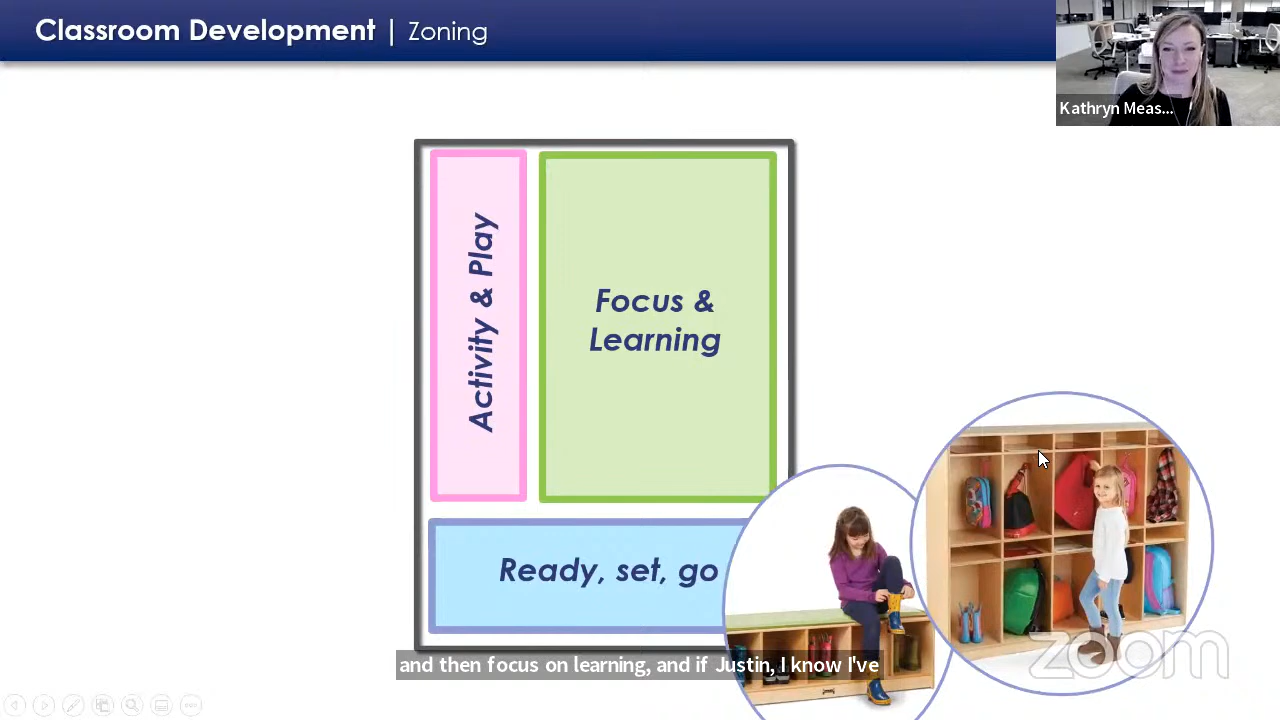 Classroom Development | Zoning
Kathryn Meas...
Activity & Play
Focus &
Learning
Ready, set, go
and then focus on learning, and if Justin, I know I've
zoom